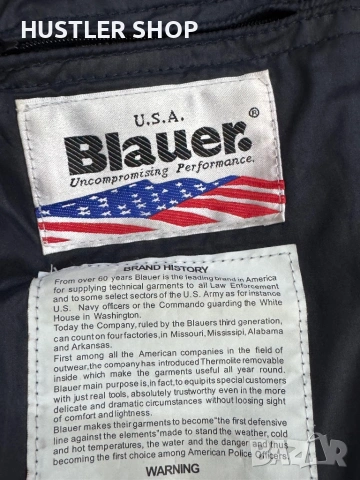 HUSTLER SHOP
U.S.A.
Blauer.®
Uncompromising Performance.
BRAND HISTORY
From over 60 years Blauer is the leading brand in America
for supplying technical garments to all Law Enforcement
and to some select sectors of the U.S. Army as for instance
U.S. Navy officers or the Commando guarding the White
House in Washington.
Today the Company, ruled by the Blauers third generation,
can count on four factories, in Missouri, Mississipi, Alabama
and Arkansas.
First among all the American companies in the field of
outwear, the company has introduced Thermolite removable
inside which make the garments useful all year round.
Blauer main purpose is, in fact, to equip its special customers
with just real tools, absolutely trustworthy even in the more
delicate and dramatic circumstances without loosing sight
of comfort and lightness.
Blauer makes their garments to become "the first defensive
line against the elements" made to stand the weather, cold
and hot temperatures, the water and the danger and thus
becoming the first choice among American Police Officers.
WARNING
BAZAR